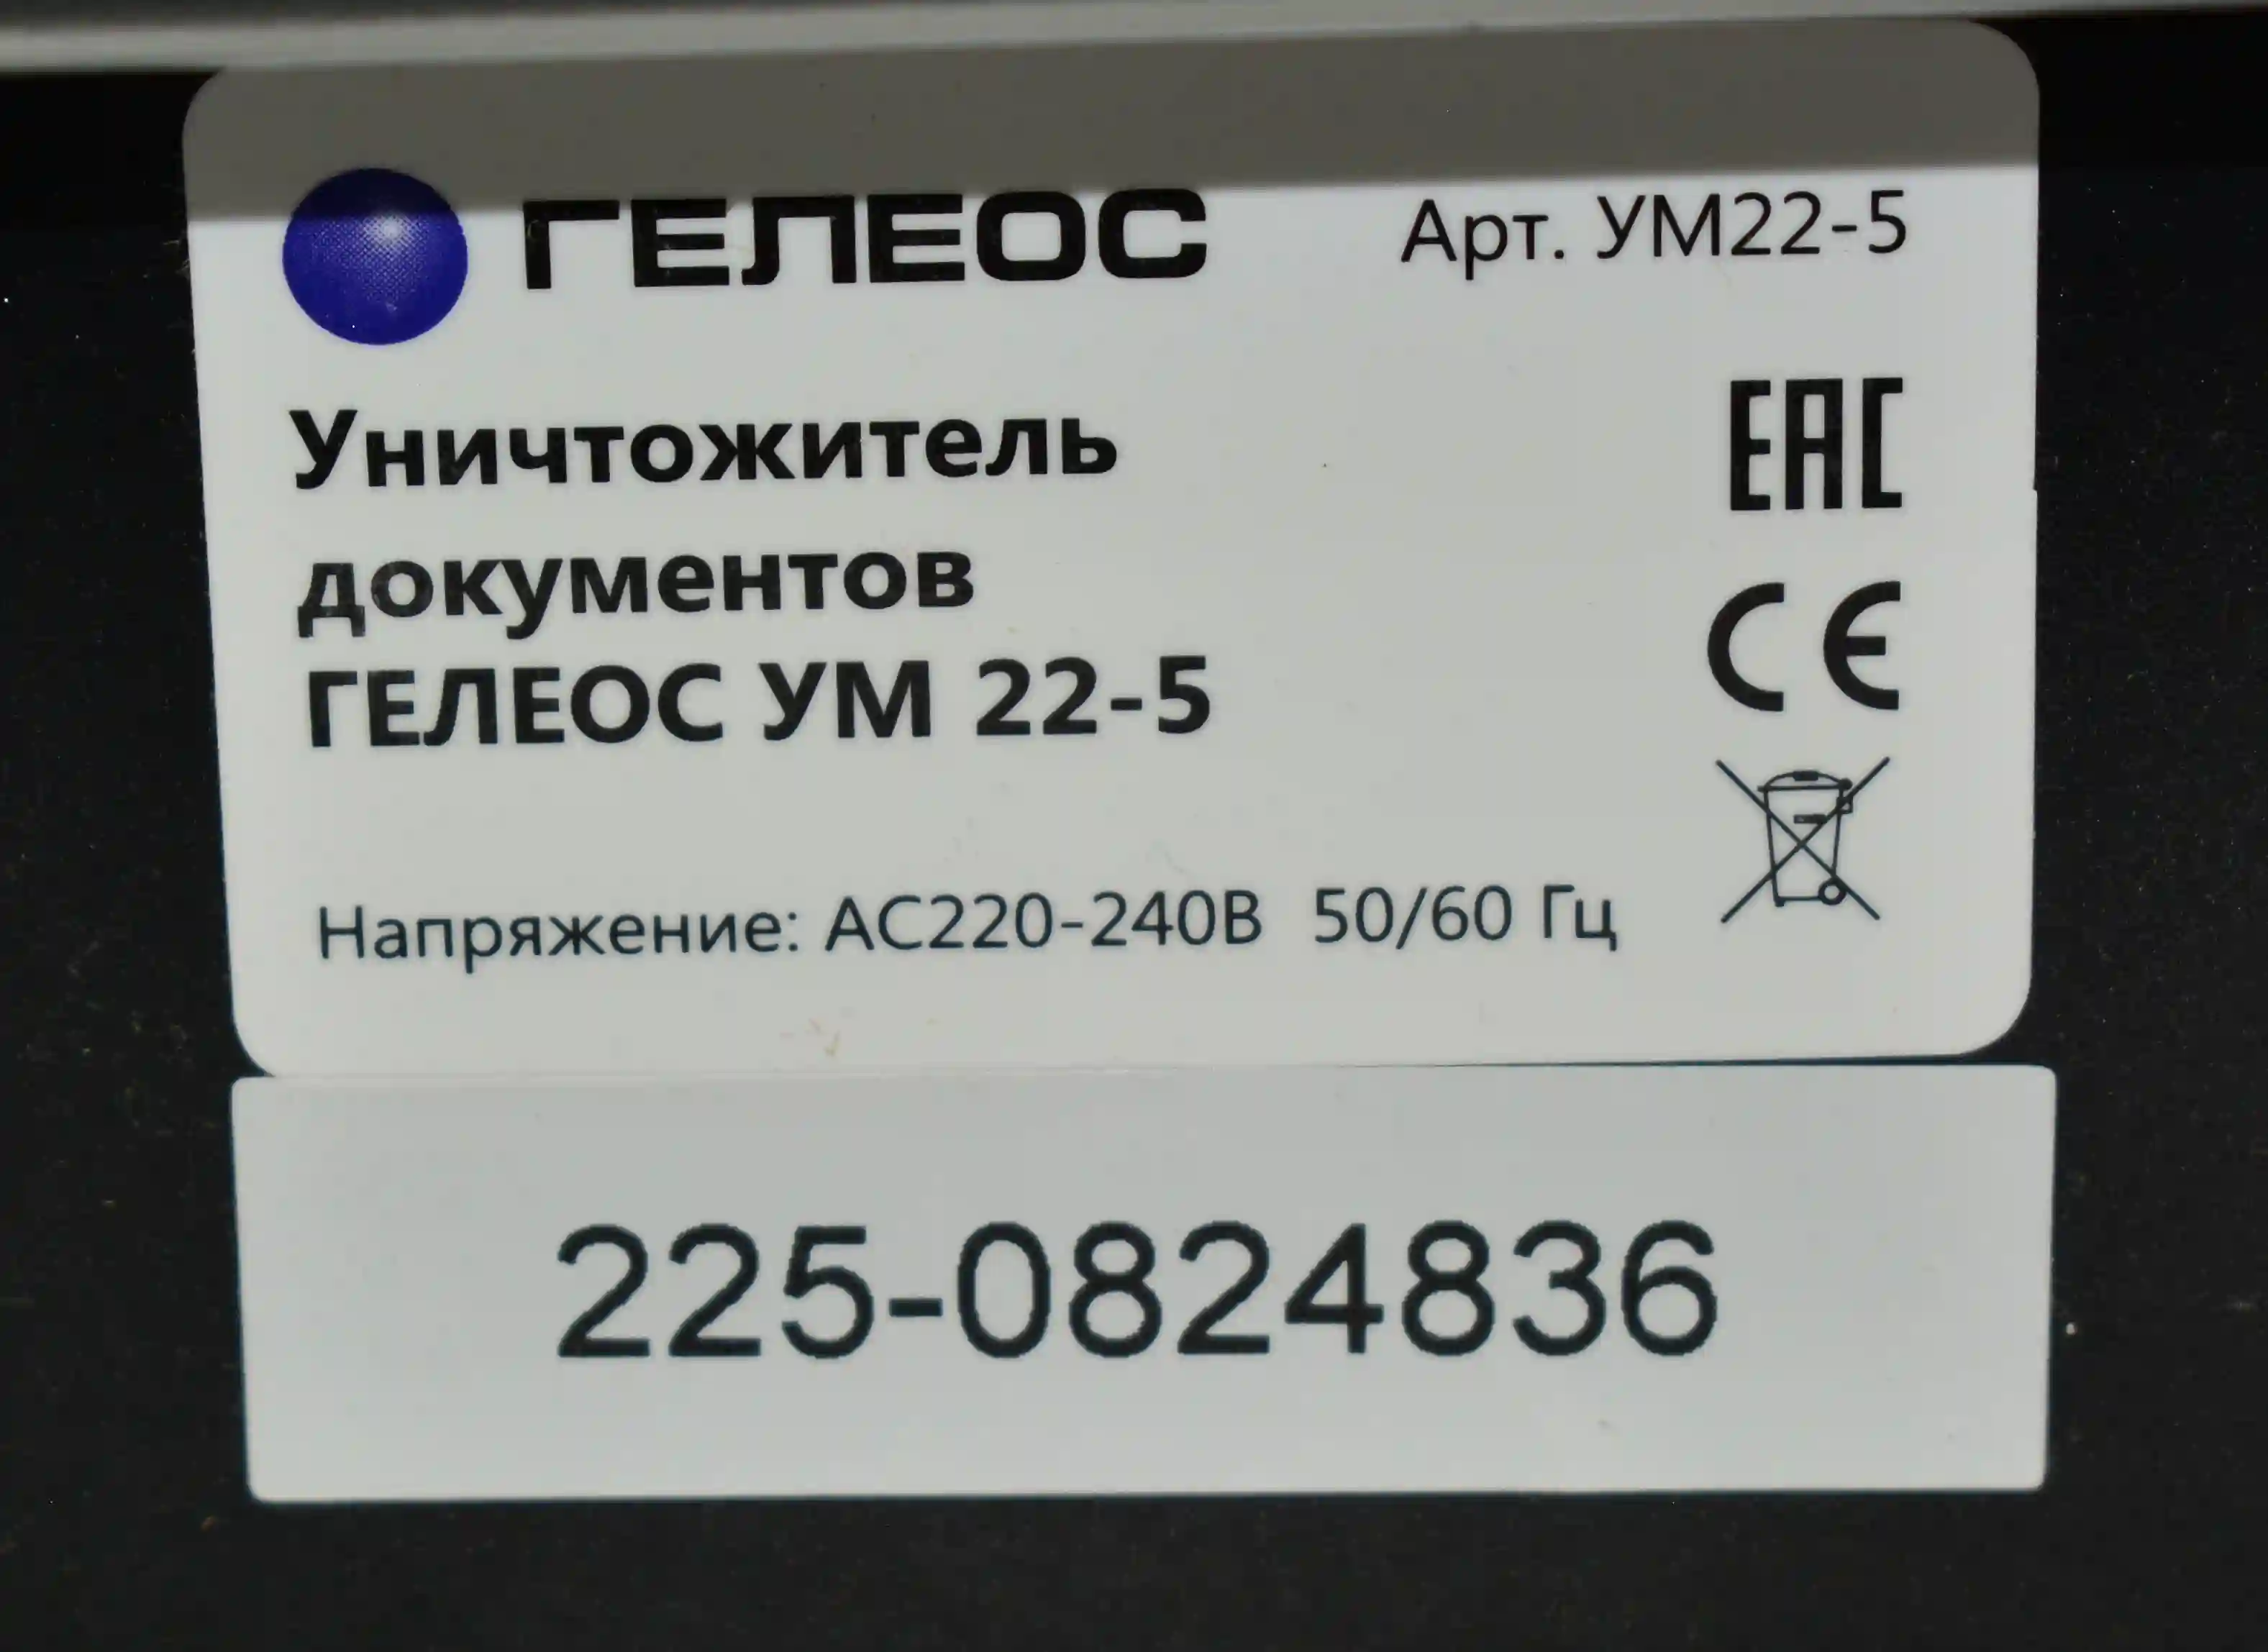 ГЕЛЕОС Арт. УМ22-5
Уничтожитель
документов
ГЕЛЕОС УМ 22-5
EAC
CE
Напряжение: АС220-240В 50/60 Гц
225-0824836